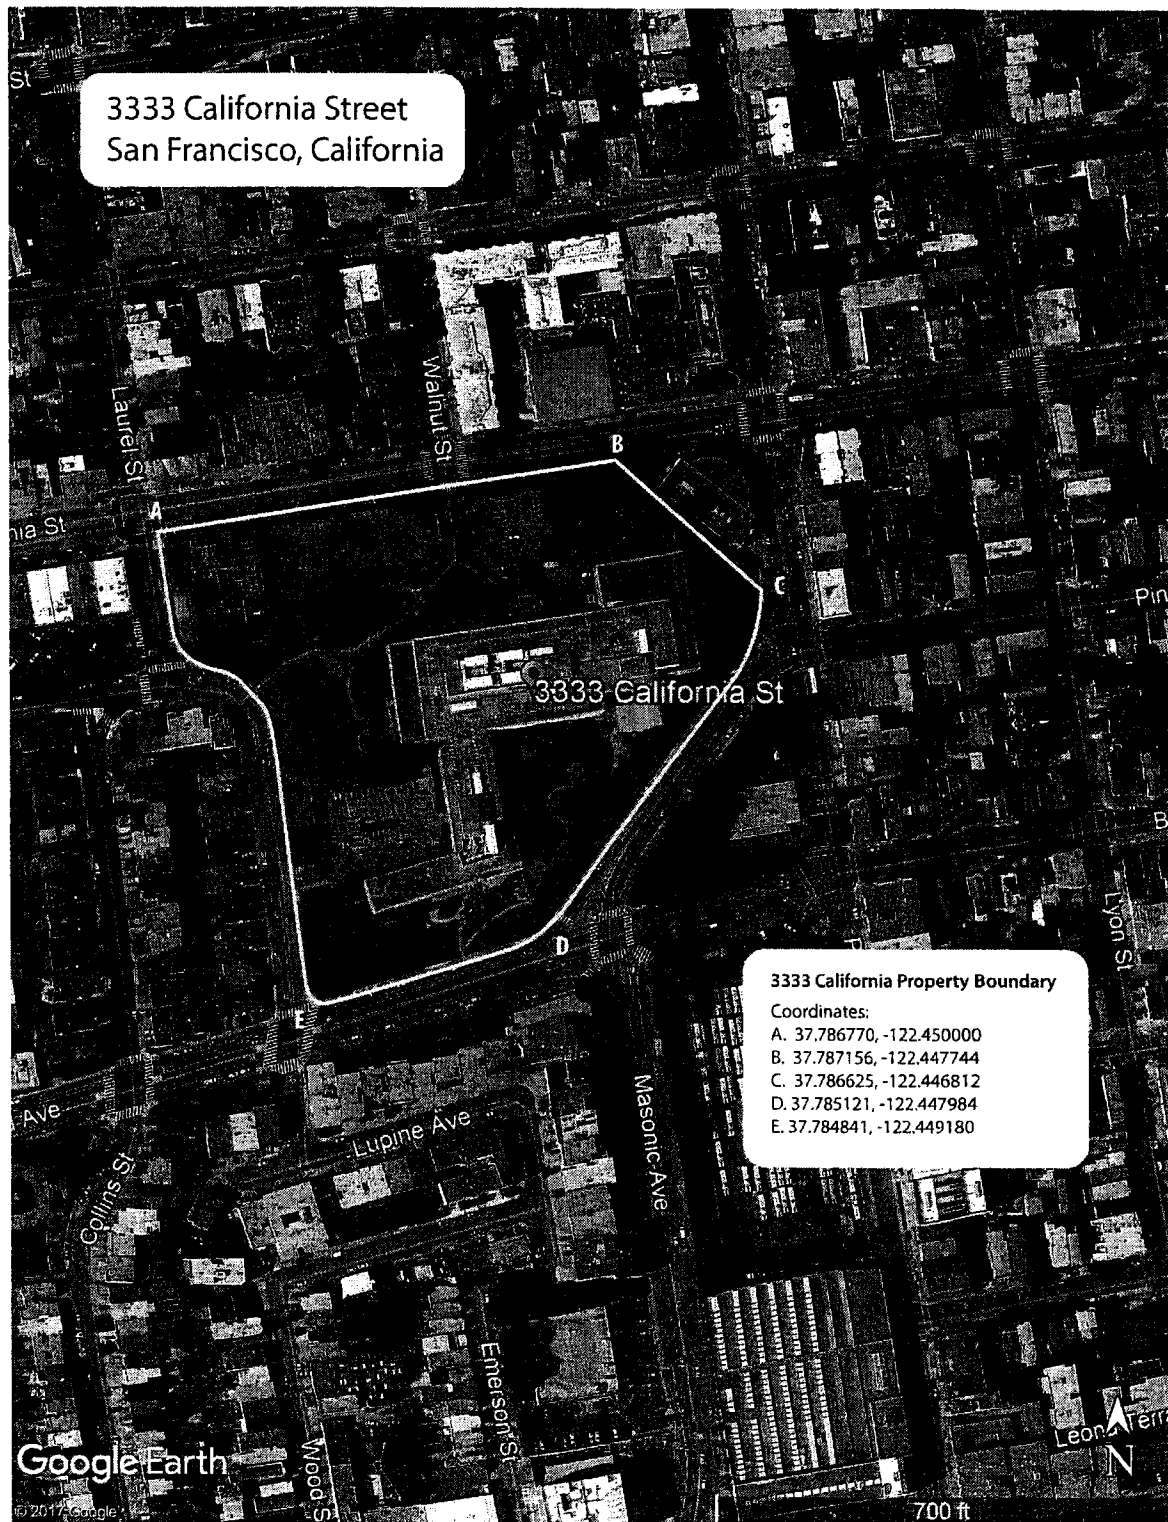 St
3333 California Street
San Francisco, California
Laurel St
Walnut St
B
A
nia St
C
Pin
3333 California St
B
D
Lyon St
E
3333 California Property Boundary
Coordinates:
A. 37.786770, -122.450000
B. 37.787156, -122.447744
C. 37.786625, -122.446812
D. 37.785121, -122.447984
E. 37.784841, -122.449180
Ave
Lupine Ave
Masonic Ave
Collins St
Emerson St
Wood S
Leona Terr
N
Google Earth
© 2017 Google
700 ft